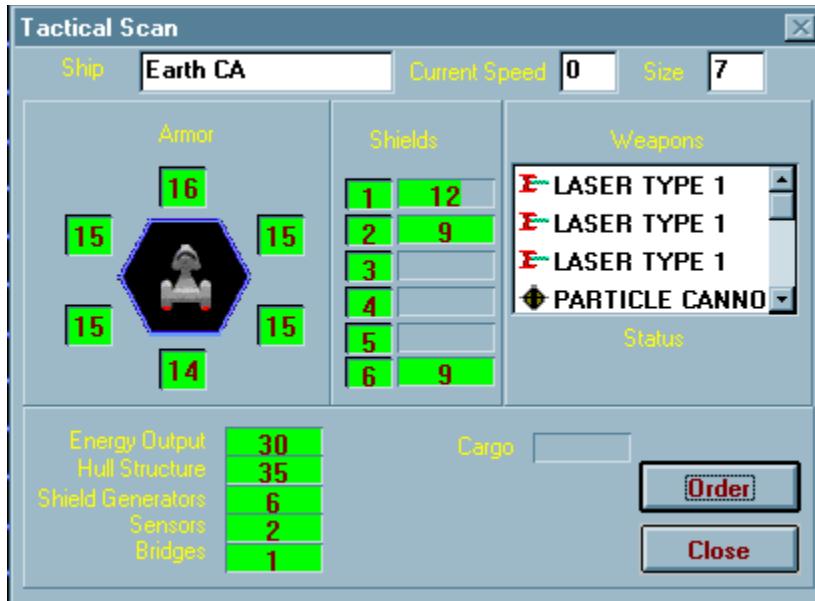 Tactical Scan
Ship Earth CA Current Speed 0 Size 7
Armor
16
15 15
15 15
14
Shields
1 12
2 9
3
4
5
6 9
Weapons
LASER TYPE 1
LASER TYPE 1
LASER TYPE 1
PARTICLE CANNO
Status
Energy Output 30
Hull Structure 35
Shield Generators 6
Sensors 2
Bridges 1
Cargo
Order
Close